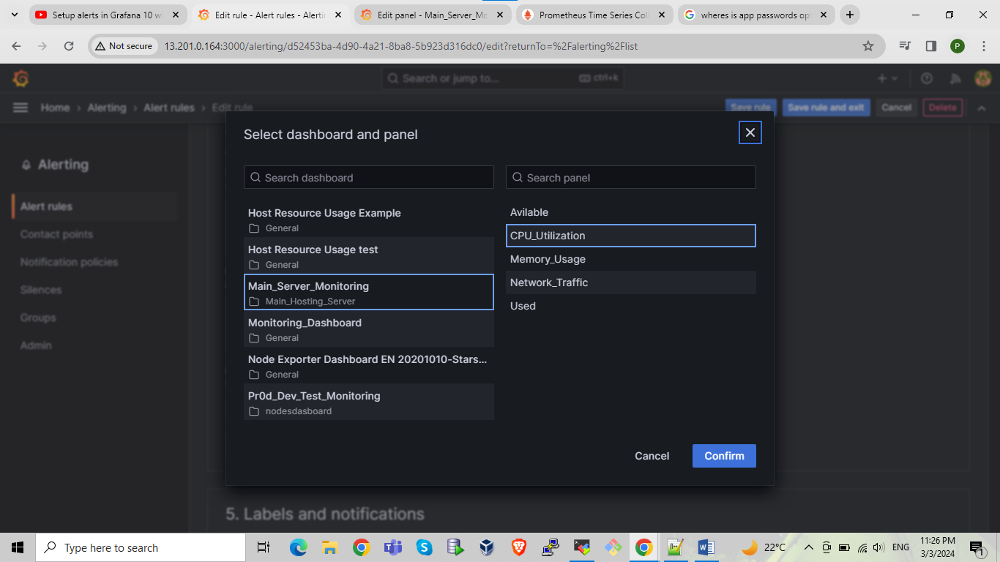 Setup alerts in Grafana 10 wi
Edit rule - Alert rules - Alerti
Edit panel - Main_Server_Mo
Prometheus Time Series Coll
wheres is app passwords op
Not secure
13.201.0.164:3000/alerting/d52453ba-4d90-4a21-8ba8-5b923d316dc0/edit?returnTo=%2Falerting%2Flist
P
Search or jump to...
ctrl+k
Home
Alerting
Alert rules
Edit rule
Save rule
Save rule and exit
Cancel
Delete
Alerting
Alert rules
Contact points
Notification policies
Silences
Groups
Admin
Select dashboard and panel
Search dashboard
Host Resource Usage Example
General
Host Resource Usage test
General
Main_Server_Monitoring
Main_Hosting_Server
Monitoring_Dashboard
General
Node Exporter Dashboard EN 20201010-Stars...
General
Pr0d_Dev_Test_Monitoring
nodesdasboard
Search panel
Avilable
CPU_Utilization
Memory_Usage
Network_Traffic
Used
Cancel
Confirm
5. Labels and notifications
Type here to search
22°C
ENG
11:26 PM
3/3/2024
1